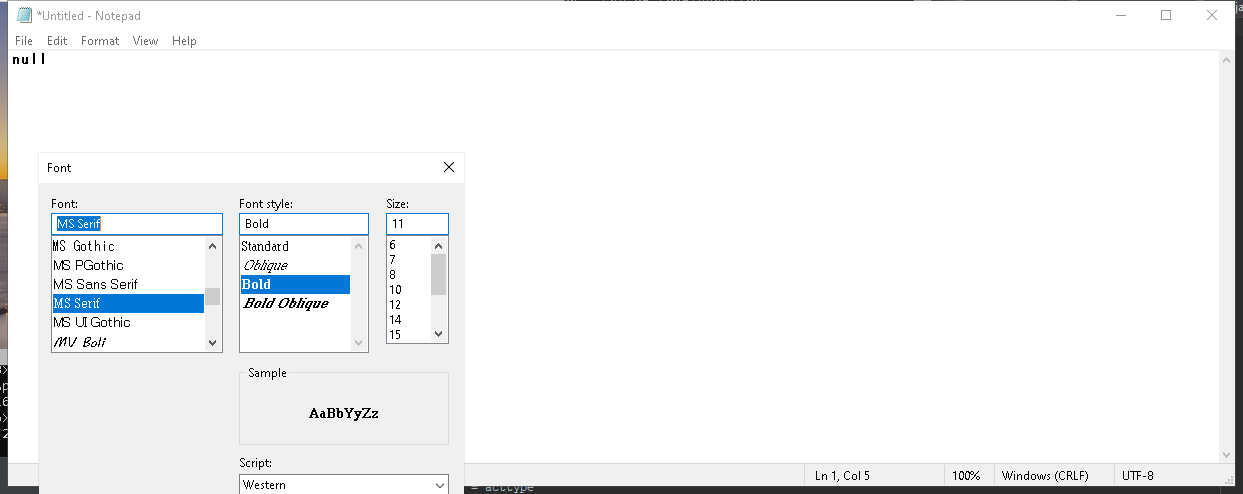 *Untitled - Notepad
File Edit Format View Help
null
Font
Font: Font style: Size:
MS Serif Bold 11
MS Gothic Standard 6
MS PGothic Oblique 7
MS Sans Serif Bold 8
MS Serif Bold Oblique 10
MS UI Gothic 12
MV Boli 14
15
Sample
AaBbYyZz
Script:
Western
Ln 1, Col 5 100% Windows (CRLF) UTF-8
= acctype